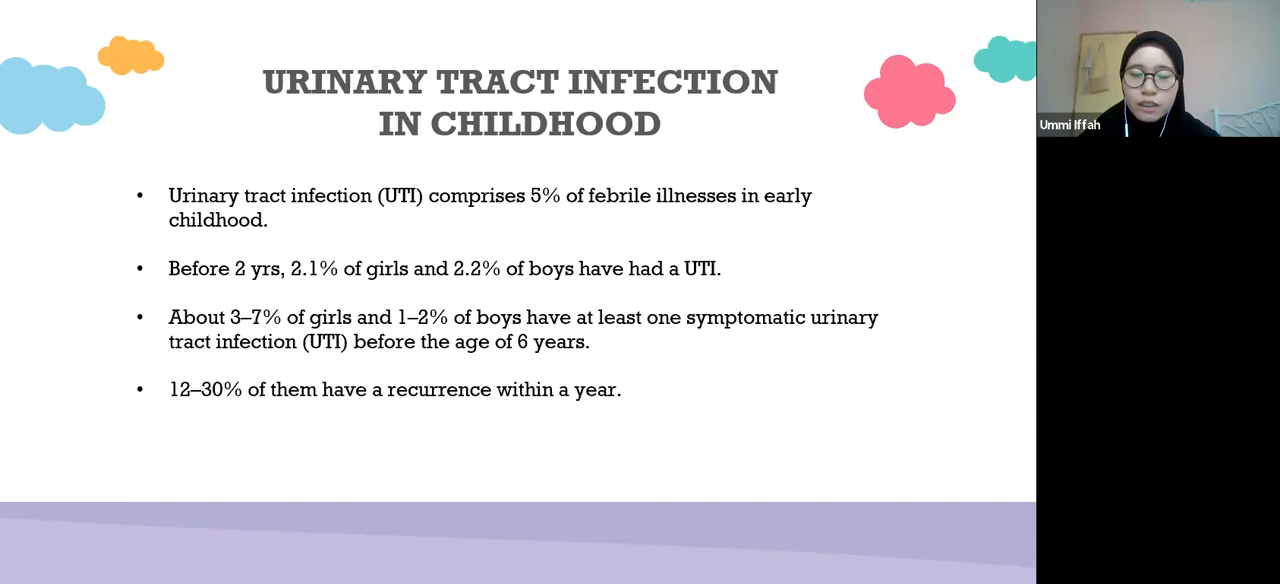 URINARY TRACT INFECTION
IN CHILDHOOD
• Urinary tract infection (UTI) comprises 5% of febrile illnesses in early
childhood.
• Before 2 yrs, 2.1% of girls and 2.2% of boys have had a UTI.
• About 3–7% of girls and 1–2% of boys have at least one symptomatic urinary
tract infection (UTI) before the age of 6 years.
• 12–30% of them have a recurrence within a year.
Ummi Iffah